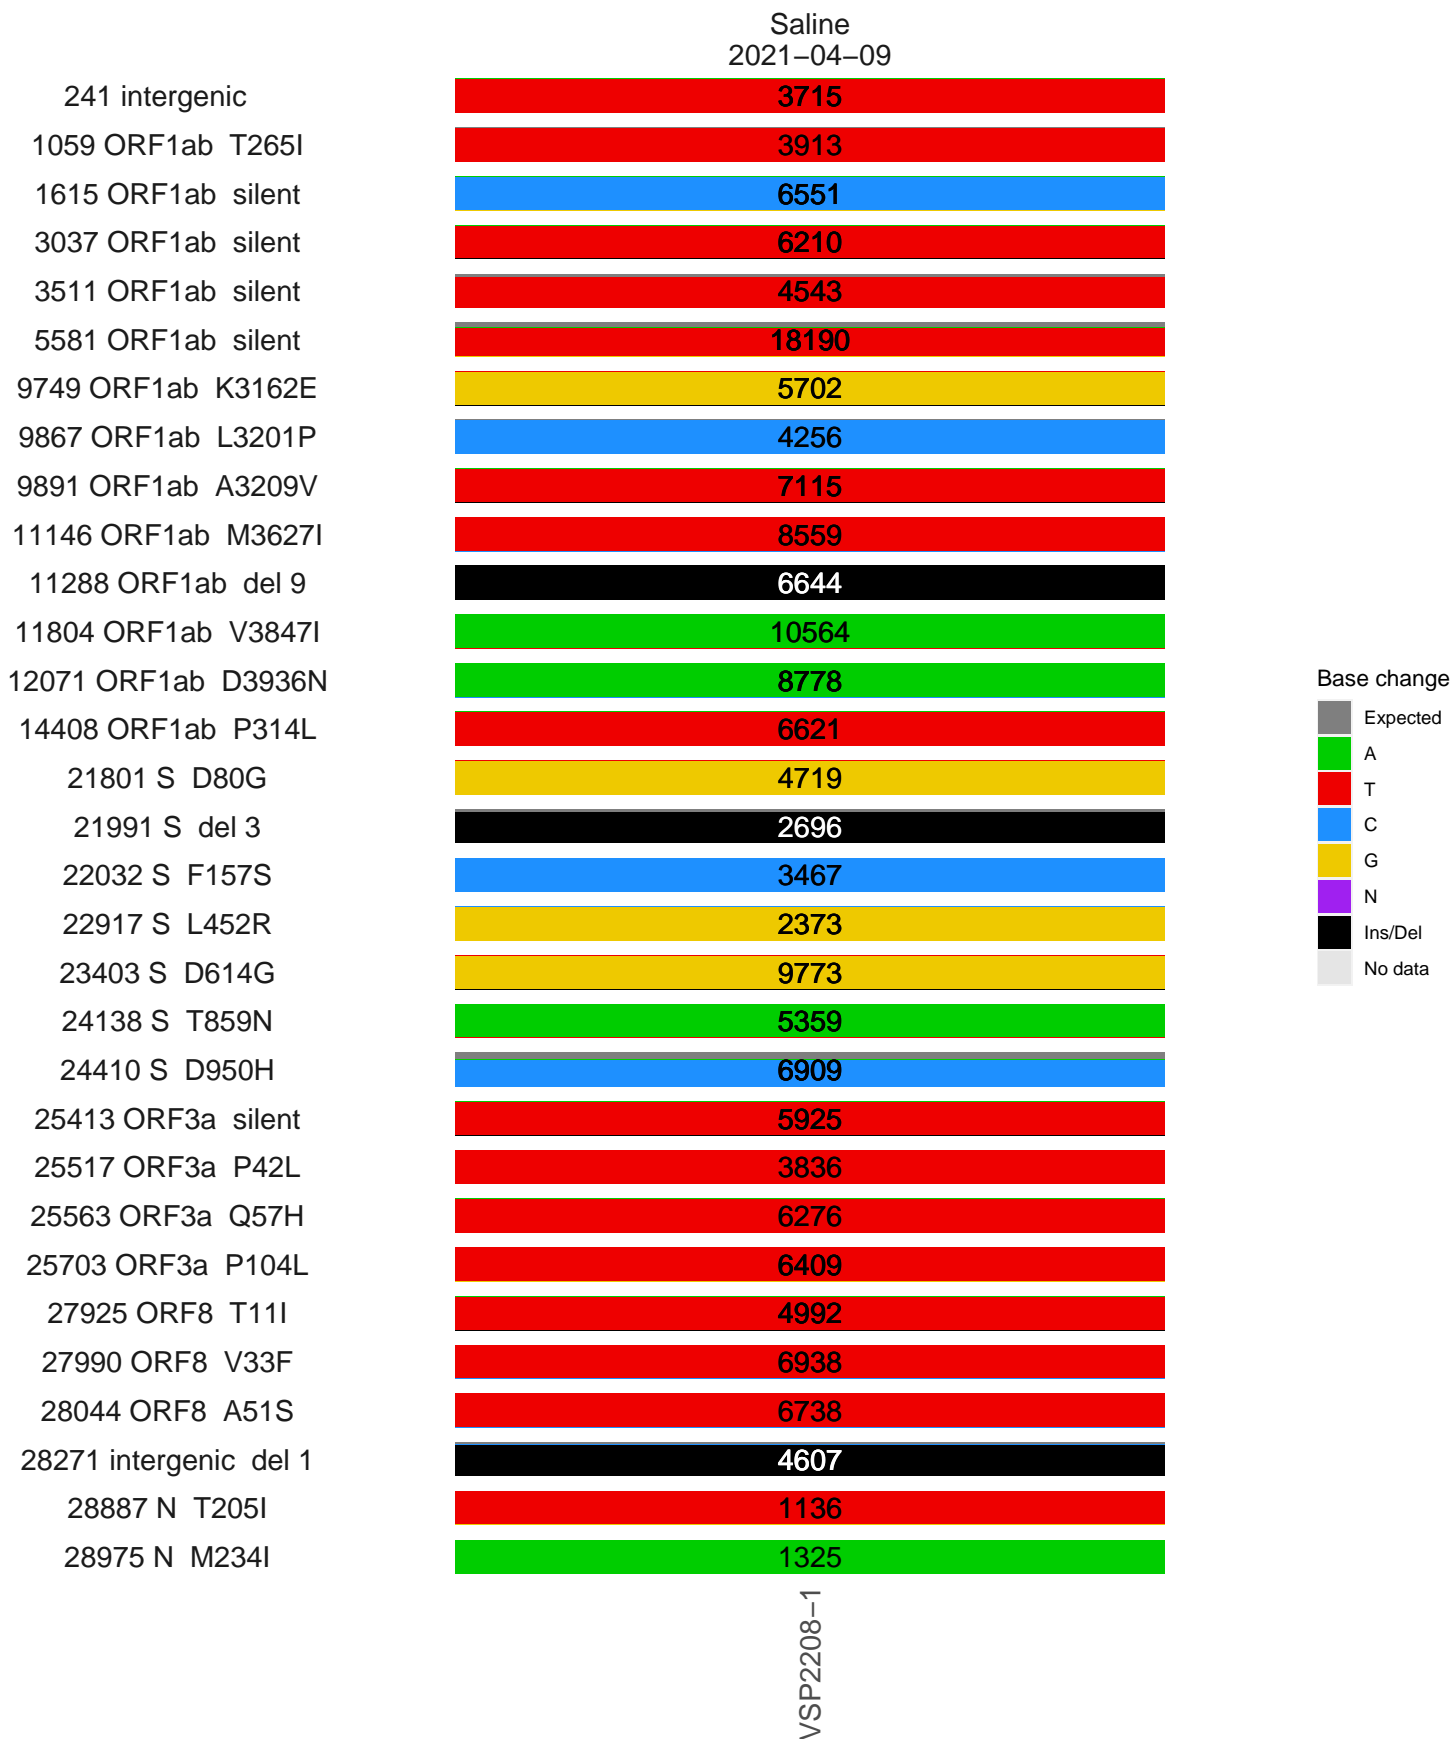 Saline
2021−04−09
241 intergenic 3715
1059 ORF1ab T265I 3913
1615 ORF1ab silent 6551
3037 ORF1ab silent 6210
3511 ORF1ab silent 4543
5581 ORF1ab silent 18190
9749 ORF1ab K3162E 5702
9867 ORF1ab L3201P 4256
9891 ORF1ab A3209V 7115
11146 ORF1ab M3627I 8559
11288 ORF1ab del 9 6644
11804 ORF1ab V3847I 10564
12071 ORF1ab D3936N 8778
14408 ORF1ab P314L 6621
21801 S D80G 4719
21991 S del 3 2696
22032 S F157S 3467
22917 S L452R 2373
23403 S D614G 9773
24138 S T859N 5359
24410 S D950H 6909
25413 ORF3a silent 5925
25517 ORF3a P42L 3836
25563 ORF3a Q57H 6276
25703 ORF3a P104L 6409
27925 ORF8 T11I 4992
27990 ORF8 V33F 6938
28044 ORF8 A51S 6738
28271 intergenic del 1 4607
28887 N T205I 1136
28975 N M234I 1325
VSP2208−1
Base change
Expected
A
T
C
G
N
Ins/Del
No data